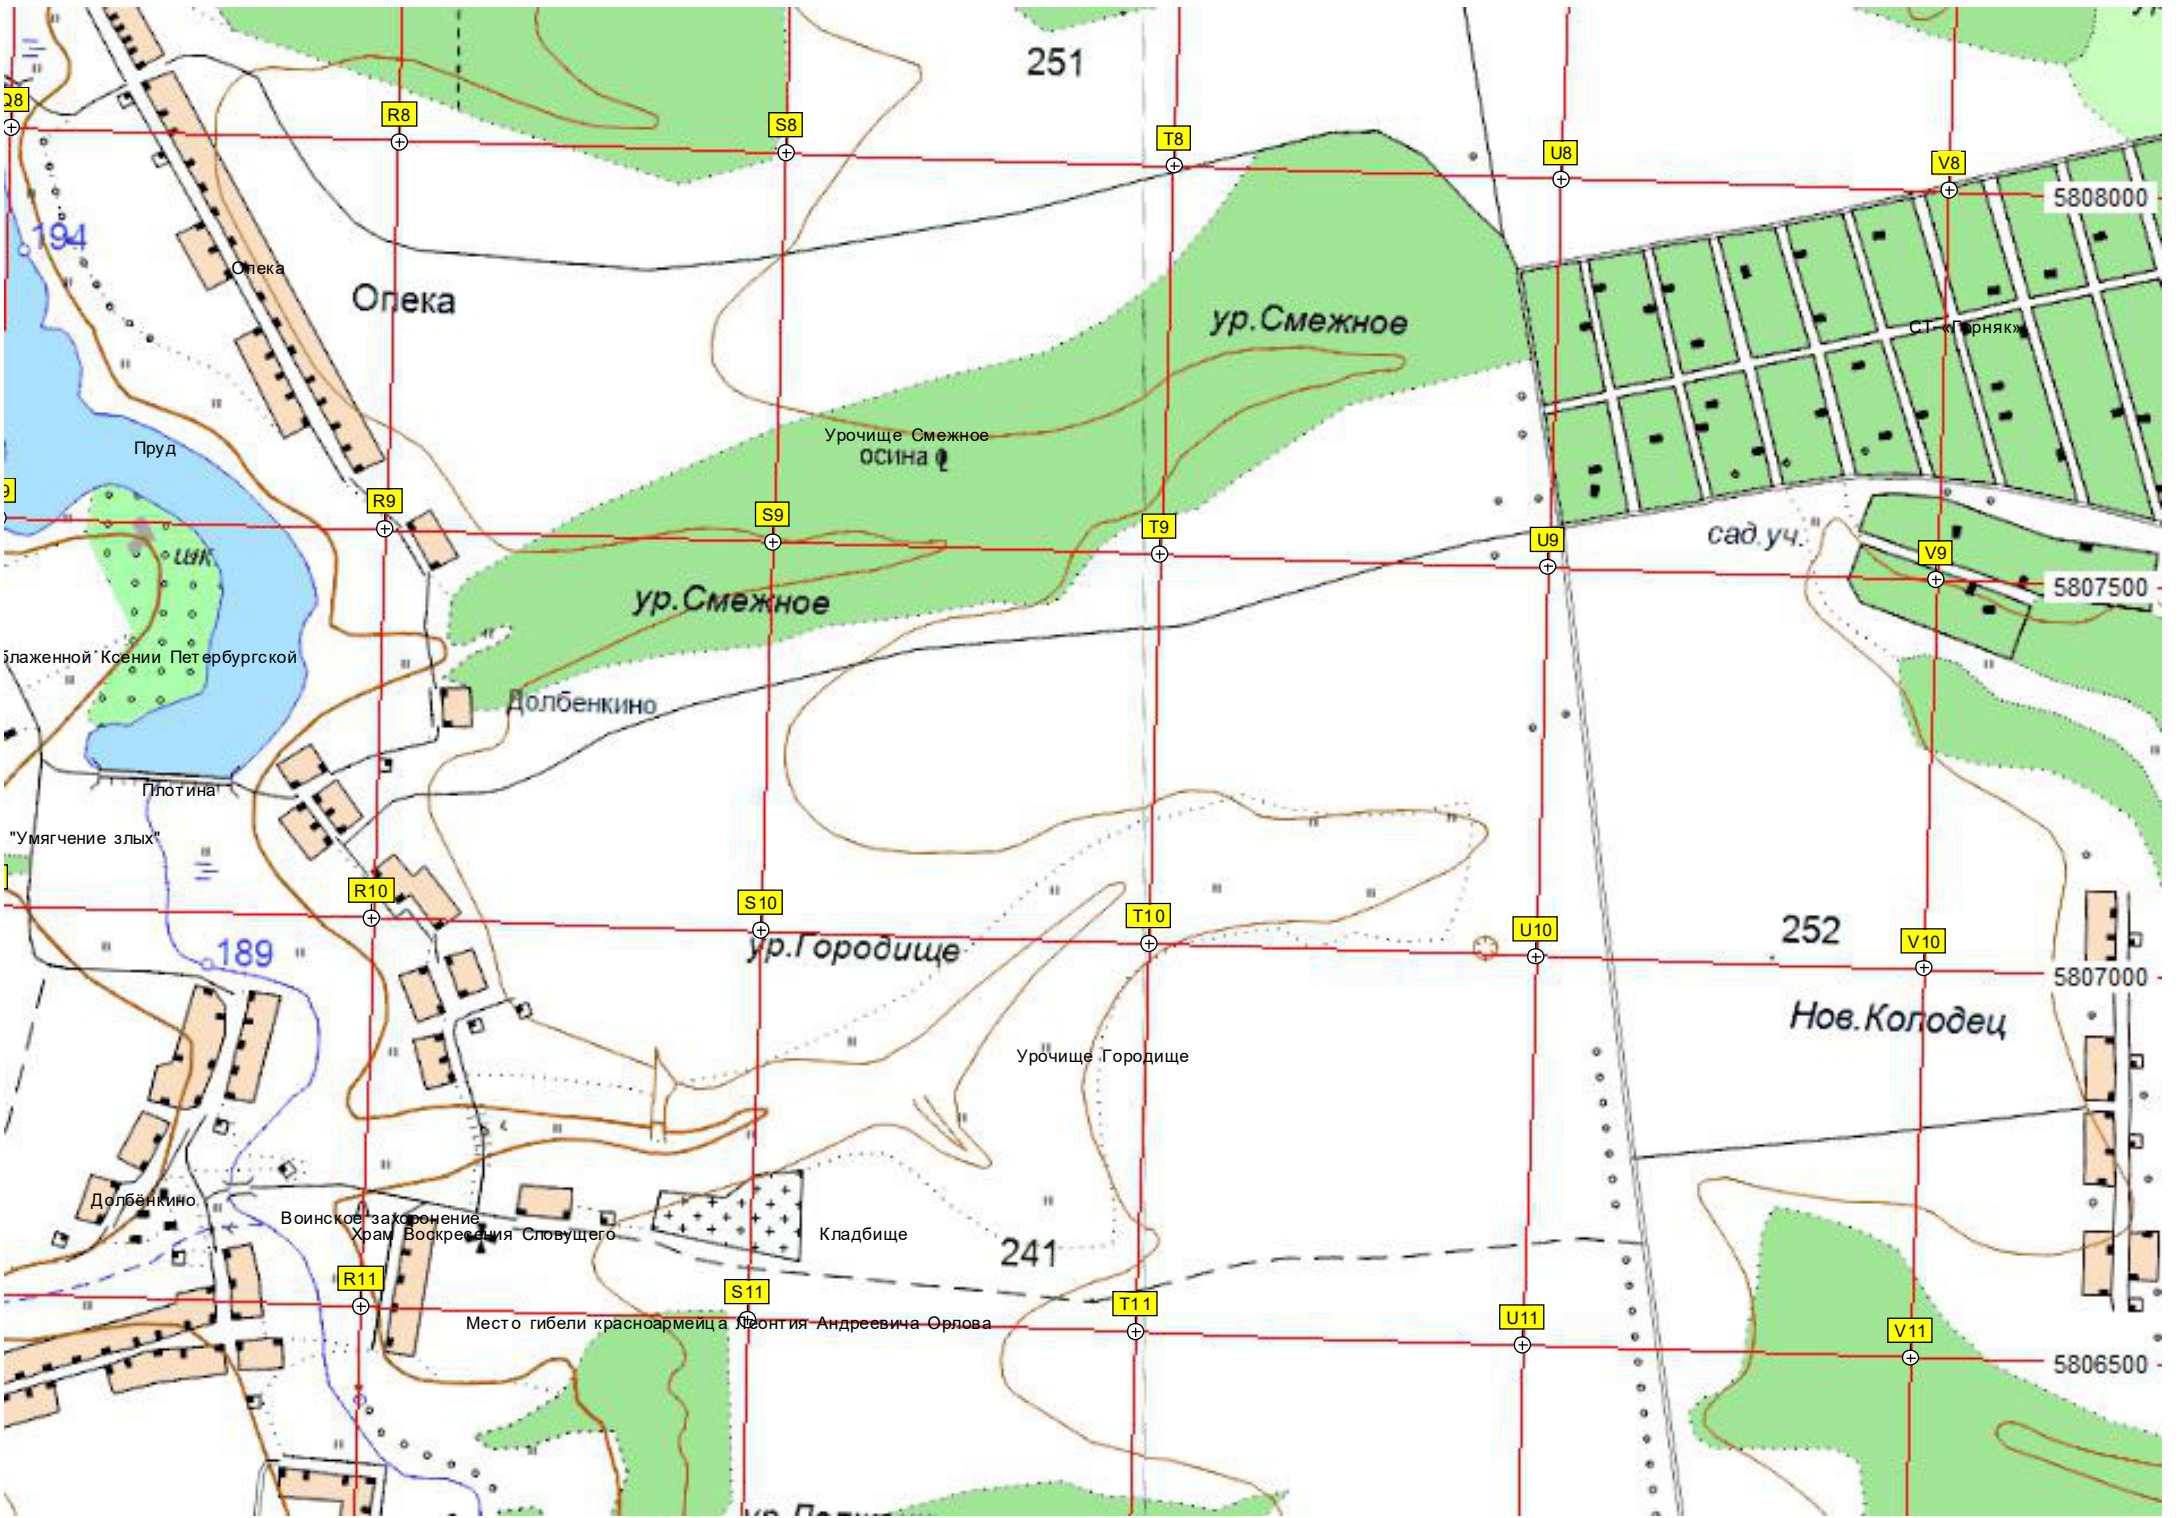 251
Q8
R8
S8
T8
U8
V8
5808000
194
Опека
Опека
ур.Смежное
СТ «Горняк»
Урочище Смежное
осина
Пруд
9
R9
S9
T9
U9
V9
сад.уч.
5807500
ур.Смежное
блаженной Ксении Петербургской
Долбенкино
Плотина
"Умягчение злых"
R10
S10
T10
U10
V10
252
189
ур.Городище
5807000
Нов.Колодец
Урочище Городище
Долбёнкино
Воинское захоронение
Храм Воскресения Словущего
Кладбище
241
R11
S11
T11
U11
V11
Место гибели красноармейца Леонтия Андреевича Орлова
5806500